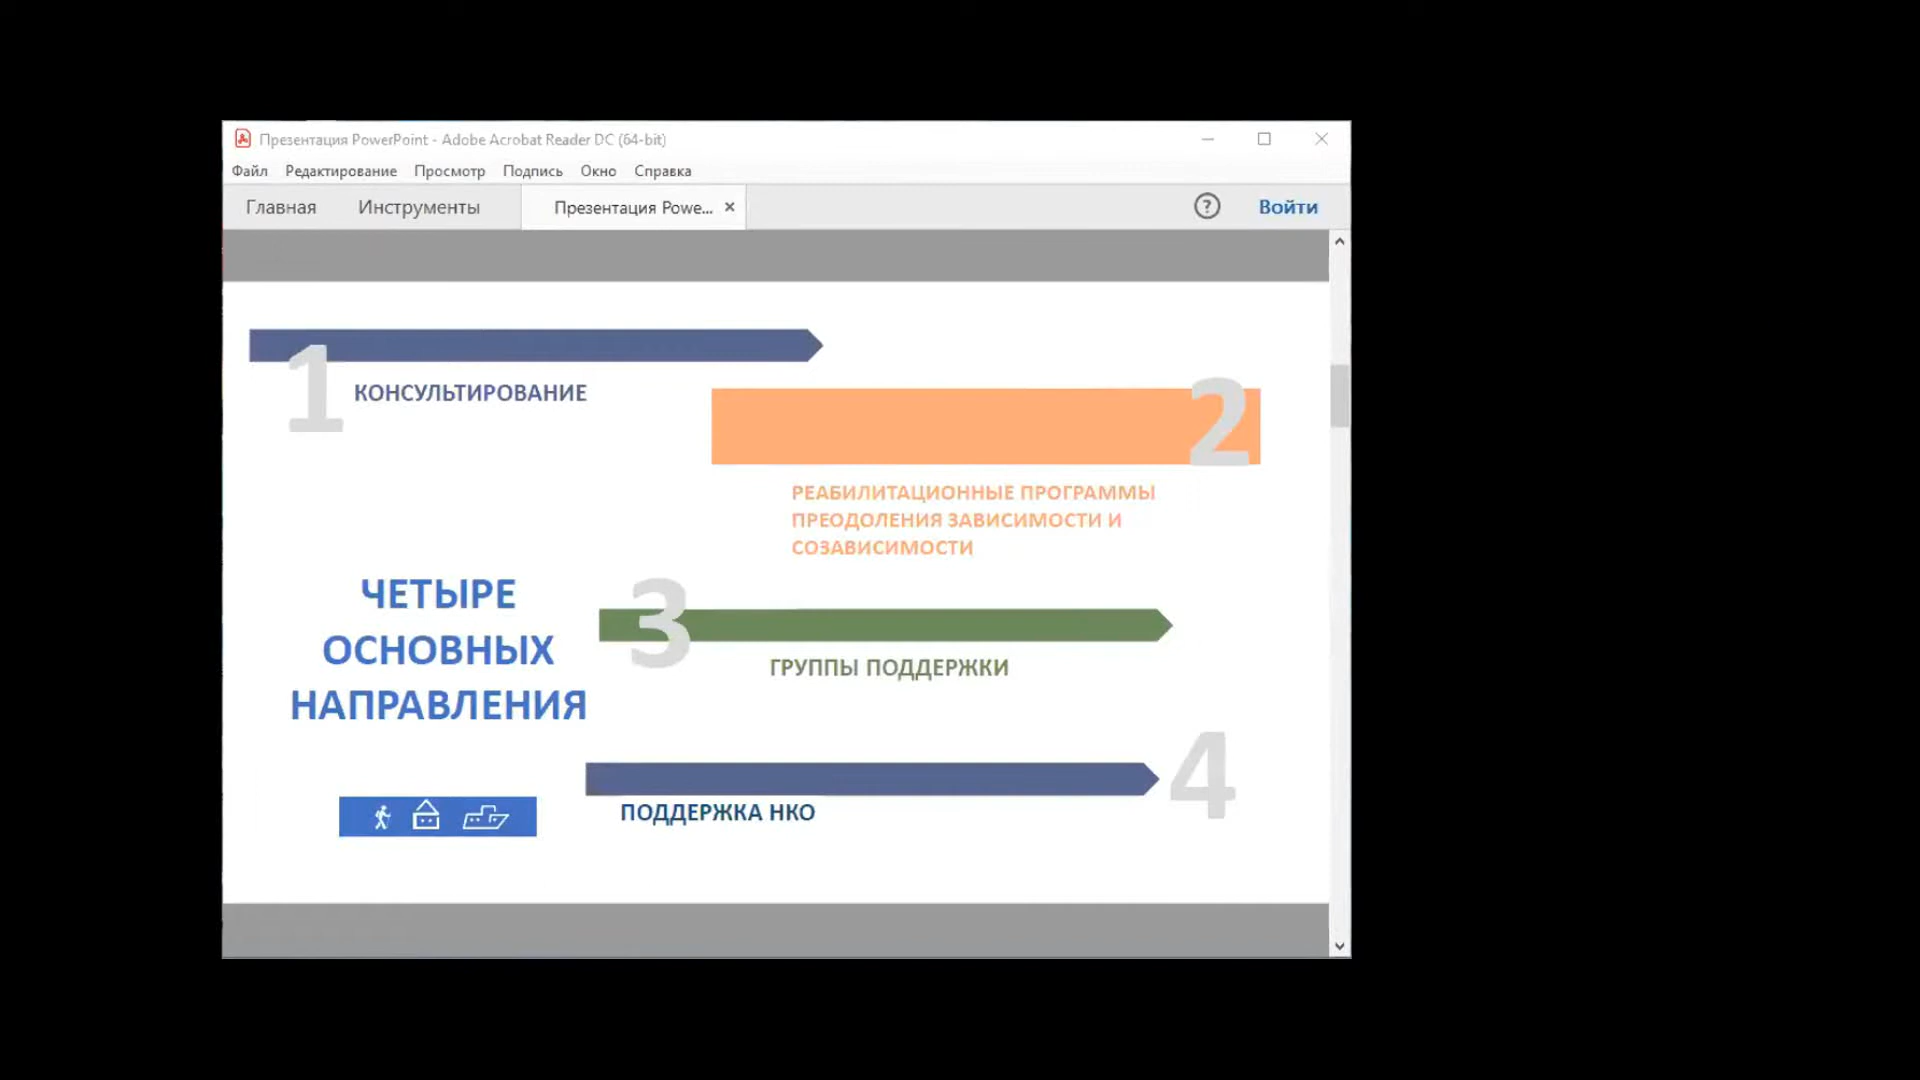 Презентация PowerPoint - Adobe Acrobat Reader DC (64-bit)
Файл Редактирование Просмотр Подпись Окно Справка
Главная Инструменты Презентация Powe... × ? Войти
1
КОНСУЛЬТИРОВАНИЕ
2
РЕАБИЛИТАЦИОННЫЕ ПРОГРАММЫ
ПРЕОДОЛЕНИЯ ЗАВИСИМОСТИ И
СОЗАВИСИМОСТИ
ЧЕТЫРЕ
ОСНОВНЫХ
НАПРАВЛЕНИЯ
3
ГРУППЫ ПОДДЕРЖКИ
4
ПОДДЕРЖКА НКО